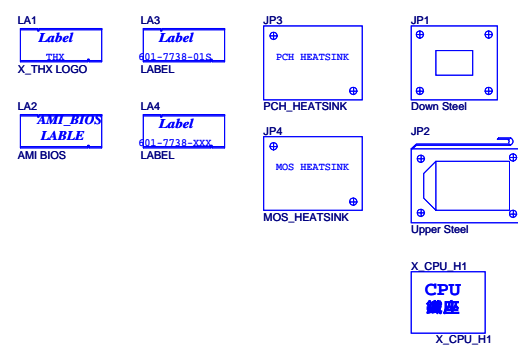 LA1
Label
THX
X_THX LOGO
LA3
Label
601-7738-01S
LABEL
JP3
PCH HEATSINK
PCH_HEATSINK
JP1
Down Steel
LA2
AMI_BIOS
LABLE
AMI BIOS
LA4
Label
601-7738-XXX
LABEL
JP4
MOS HEATSINK
MOS_HEATSINK
JP2
Upper Steel
X_CPU_H1
CPU
鐵座
X_CPU_H1